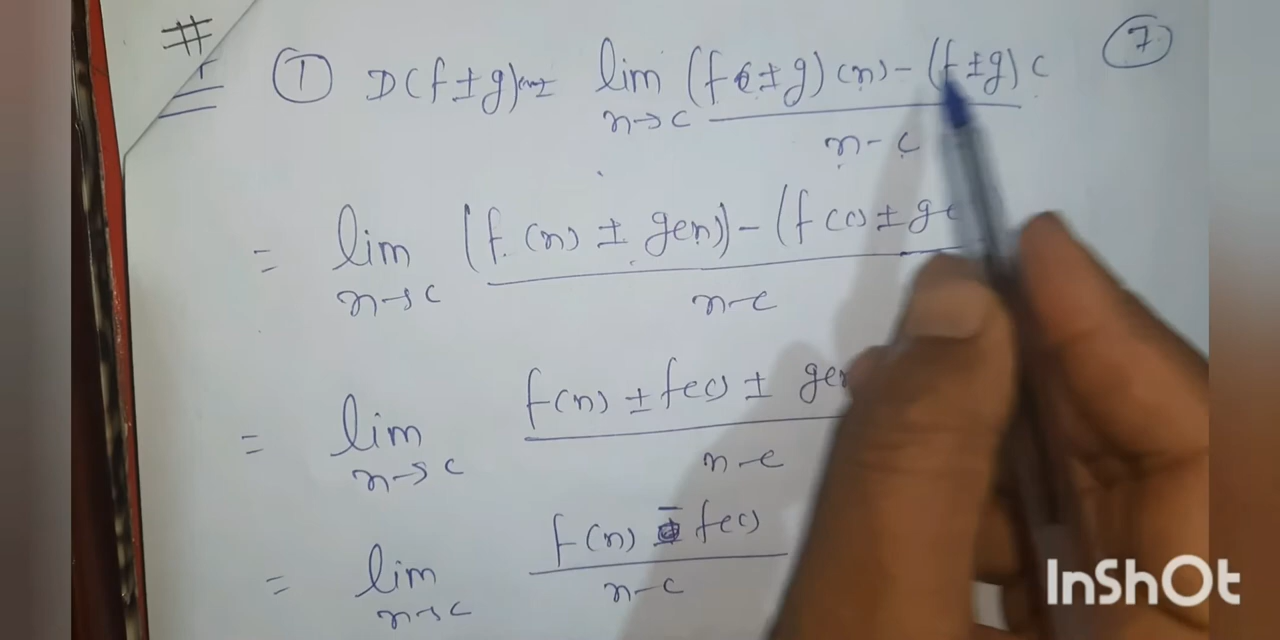 #
① D(f ± g) = lim (f ± g)(n) - (f ± g) c ⑦
n→c n - c
= lim (f(n) ± g(n)) - (f(c) ± g(
n→c n-c
= lim f(n) ± f(c) ± g(n
n→c n-c
= lim f(n) - f(c)
n→c n-c
InShOt